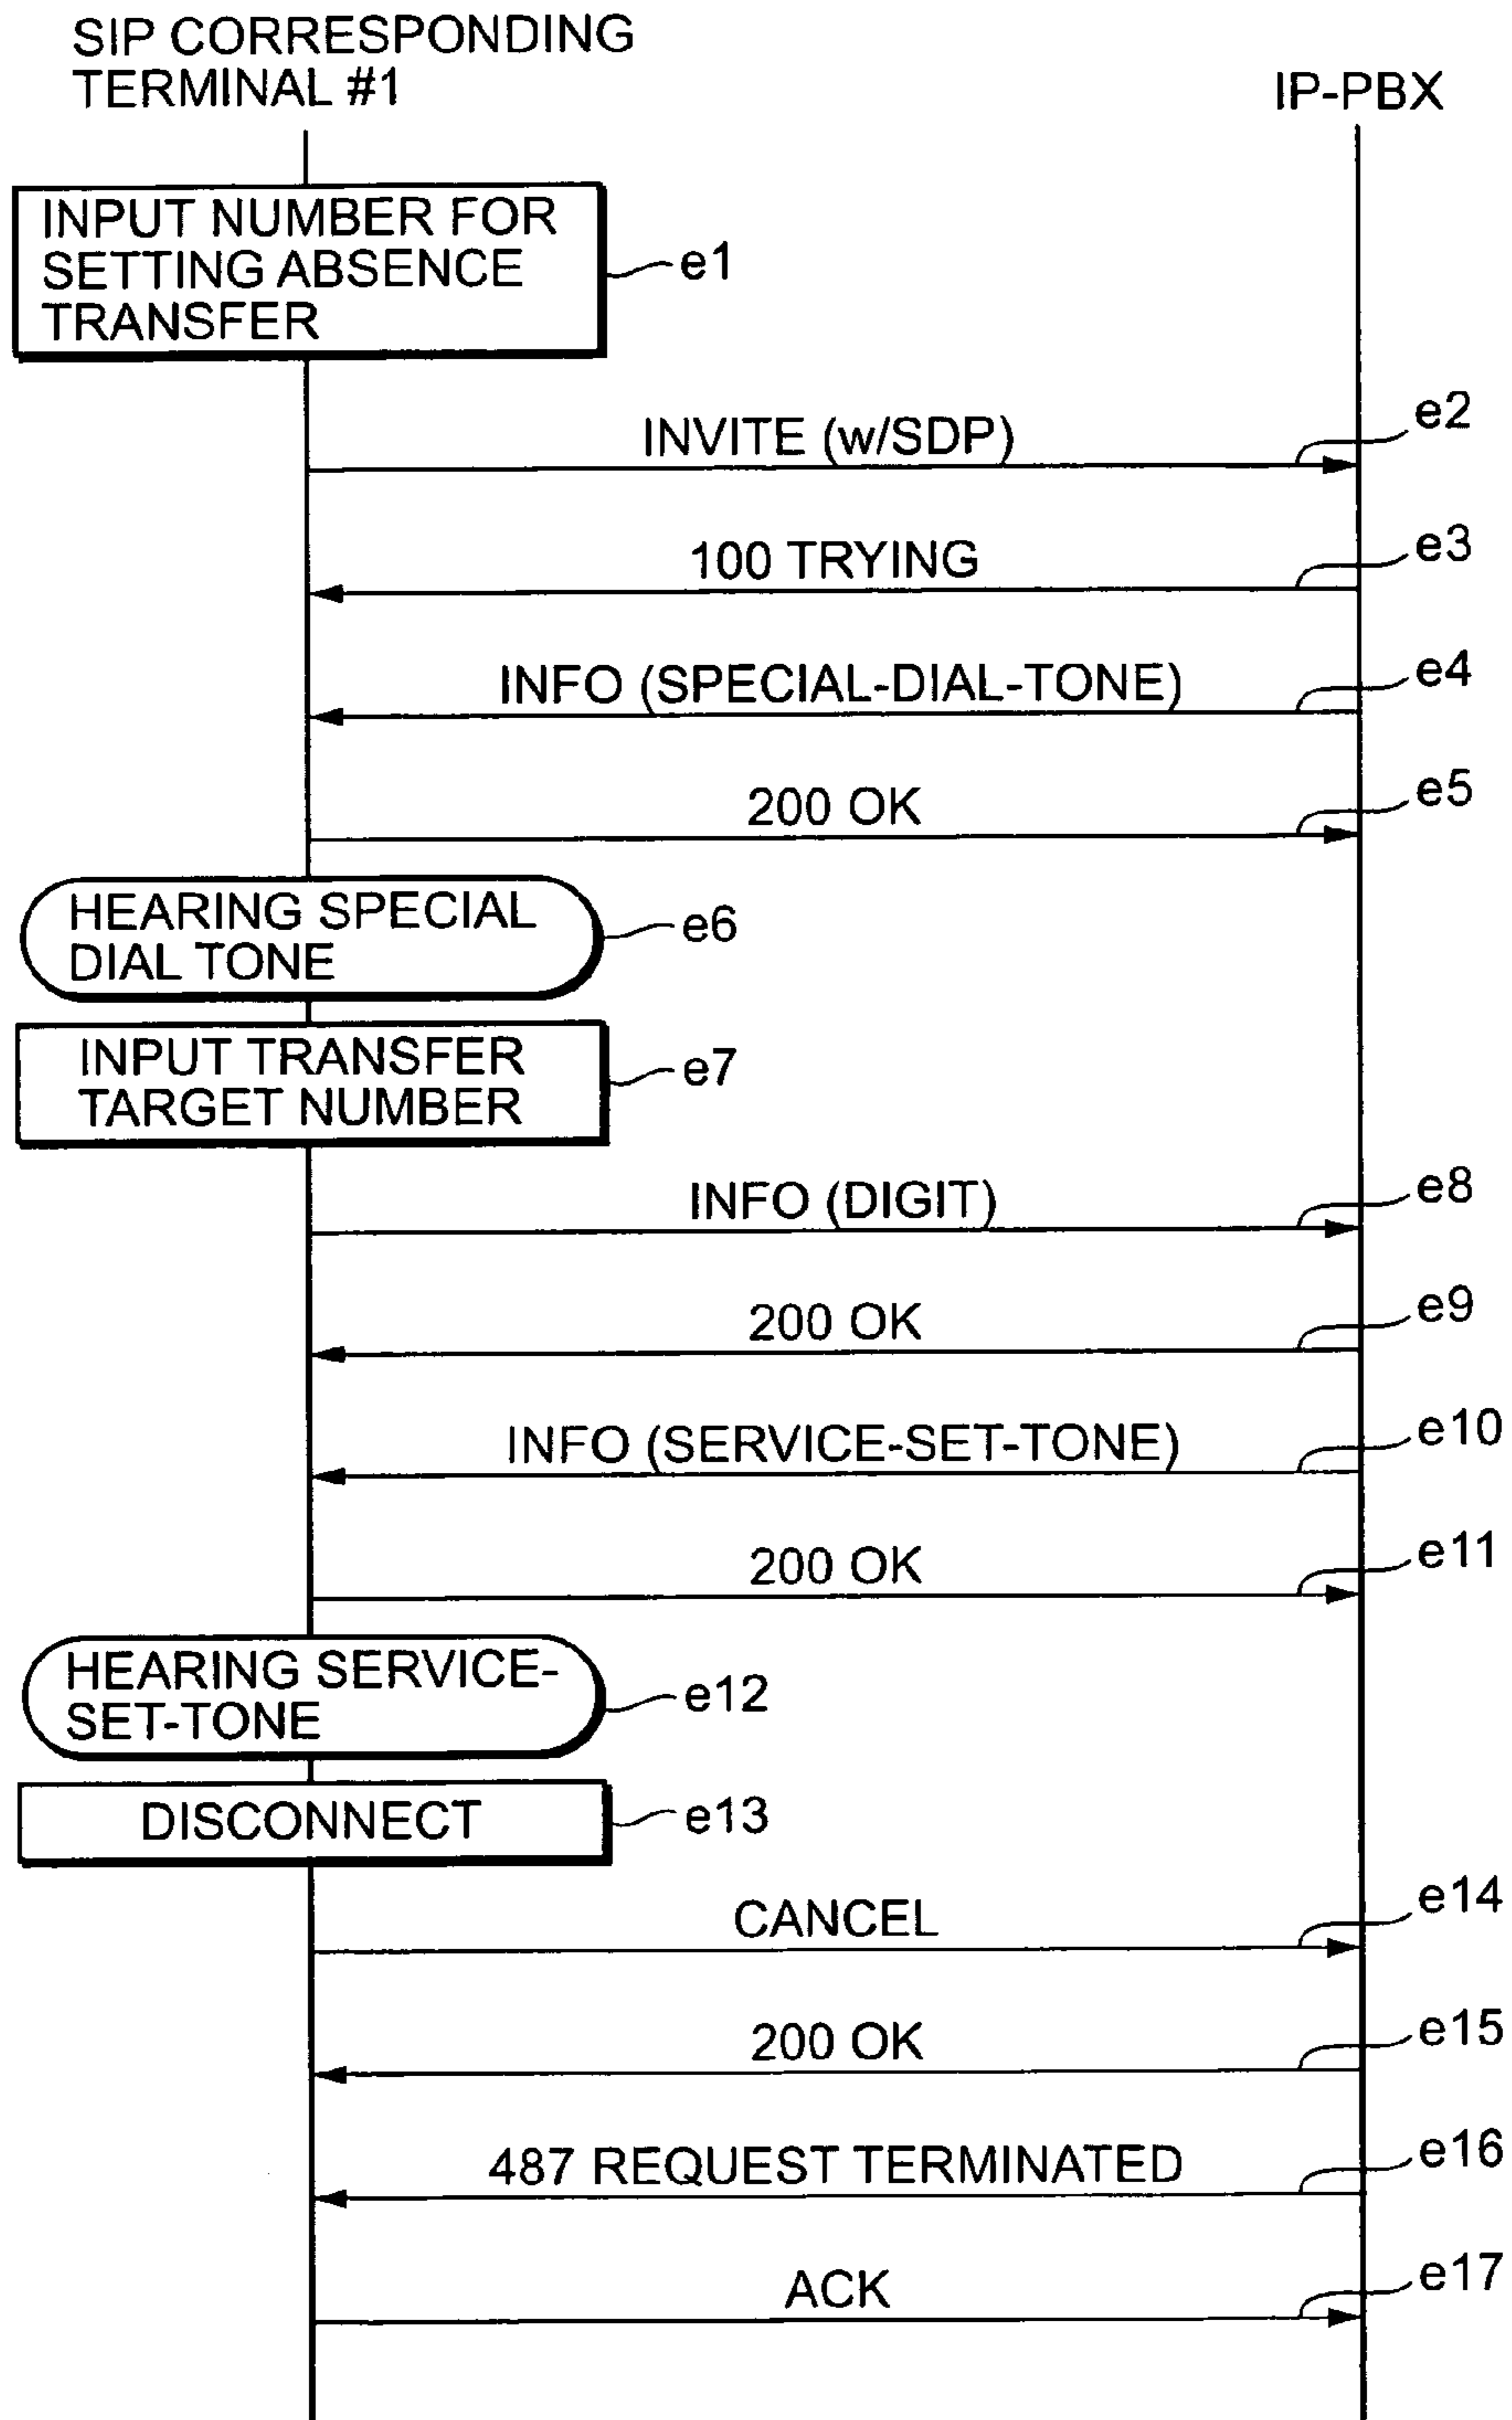 SIP CORRESPONDING
TERMINAL #1
IP-PBX
INPUT NUMBER FOR
SETTING ABSENCE
TRANSFER
e1
INVITE (w/SDP)
e2
100 TRYING
e3
INFO (SPECIAL-DIAL-TONE)
e4
200 OK
e5
HEARING SPECIAL
DIAL TONE
e6
INPUT TRANSFER
TARGET NUMBER
e7
INFO (DIGIT)
e8
200 OK
e9
INFO (SERVICE-SET-TONE)
e10
200 OK
e11
HEARING SERVICE-
SET-TONE
e12
DISCONNECT
e13
CANCEL
e14
200 OK
e15
487 REQUEST TERMINATED
e16
ACK
e17